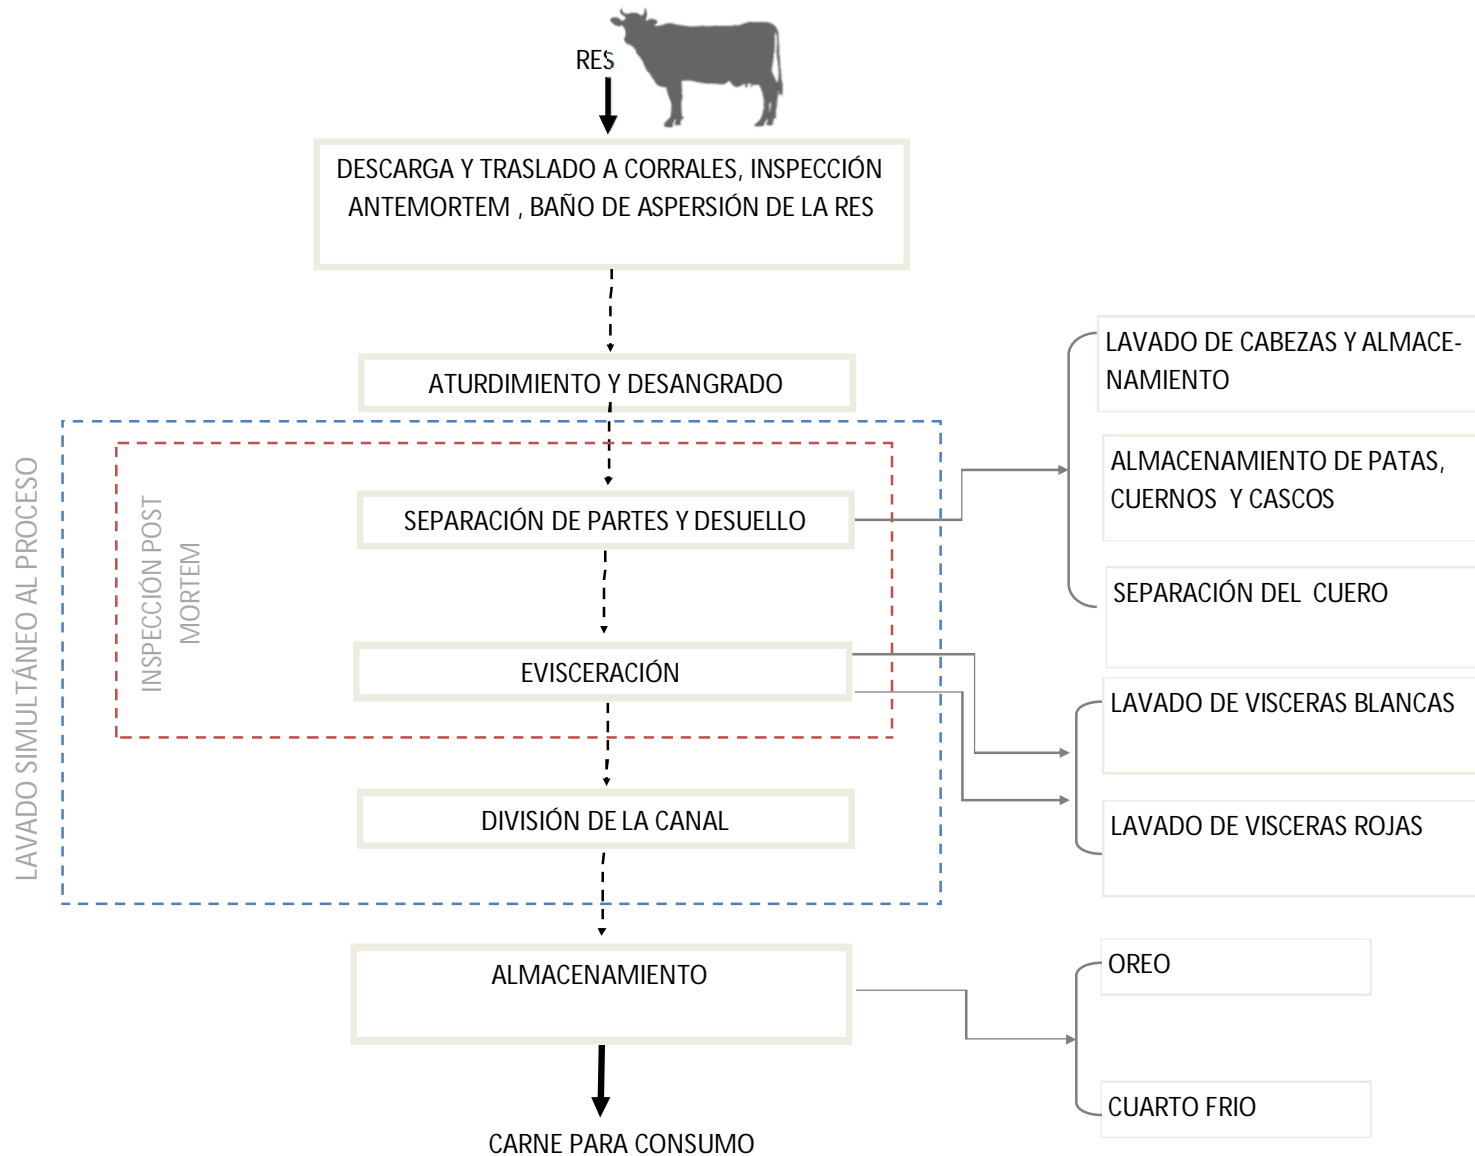 RES
DESCARGA Y TRASLADO A CORRALES, INSPECCIÓN
ANTEMORTEM , BAÑO DE ASPERSIÓN DE LA RES
ATURDIMIENTO Y DESANGRADO
LAVADO SIMULTÁNEO AL PROCESO
INSPECCIÓN POST
MORTEM
SEPARACIÓN DE PARTES Y DESUELLO
LAVADO DE CABEZAS Y ALMACE-
NAMIENTO
ALMACENAMIENTO DE PATAS,
CUERNOS Y CASCOS
SEPARACIÓN DEL CUERO
EVISCERACIÓN
LAVADO DE VISCERAS BLANCAS
LAVADO DE VISCERAS ROJAS
DIVISIÓN DE LA CANAL
ALMACENAMIENTO
OREO
CUARTO FRIO
CARNE PARA CONSUMO